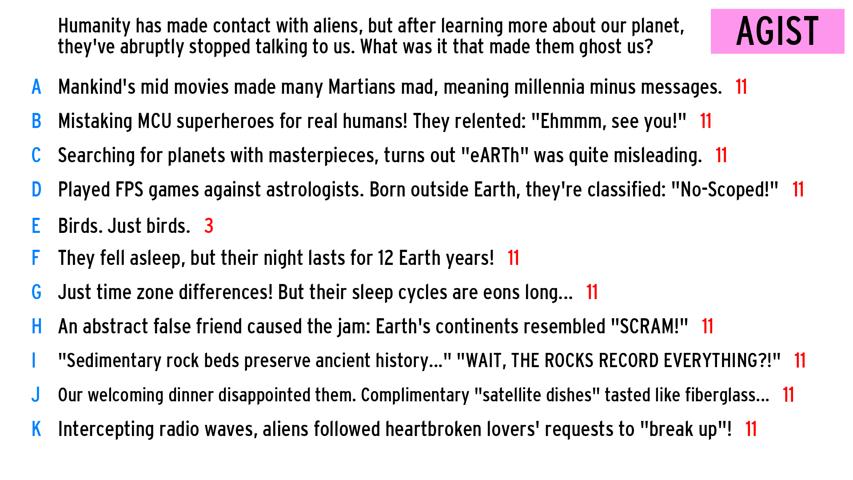 Humanity has made contact with aliens, but after learning more about our planet,
they've abruptly stopped talking to us. What was it that made them ghost us?
AGIST
A Mankind's mid movies made many Martians mad, meaning millennia minus messages. 11
B Mistaking MCU superheroes for real humans! They relented: "Ehmmm, see you!" 11
C Searching for planets with masterpieces, turns out "eARTh" was quite misleading. 11
D Played FPS games against astrologists. Born outside Earth, they're classified: "No-Scoped!" 11
E Birds. Just birds. 3
F They fell asleep, but their night lasts for 12 Earth years! 11
G Just time zone differences! But their sleep cycles are eons long... 11
H An abstract false friend caused the jam: Earth's continents resembled "SCRAM!" 11
I "Sedimentary rock beds preserve ancient history..." "WAIT, THE ROCKS RECORD EVERYTHING?!" 11
J Our welcoming dinner disappointed them. Complimentary "satellite dishes" tasted like fiberglass... 11
K Intercepting radio waves, aliens followed heartbroken lovers' requests to "break up"! 11